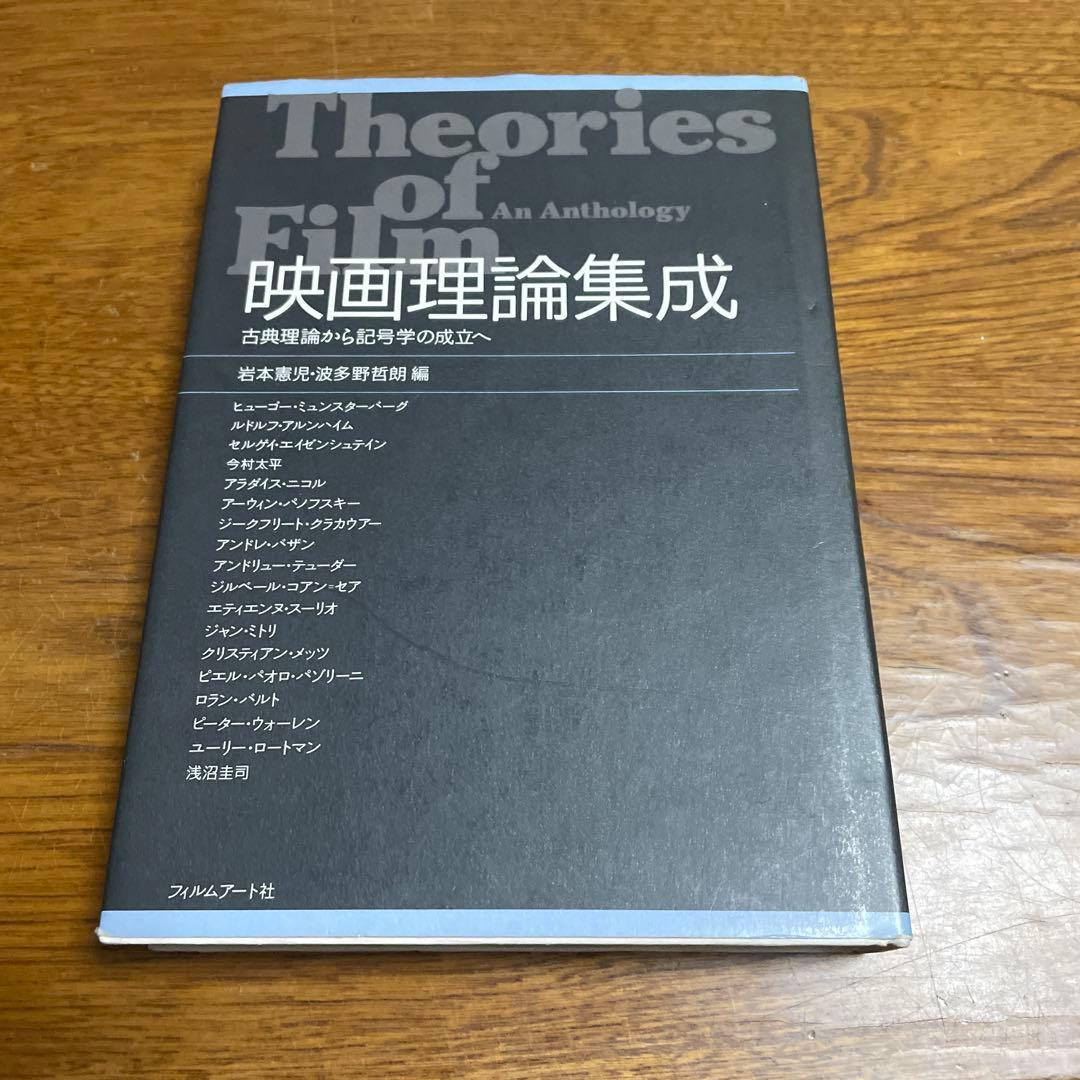 Theories
of
An Anthology
Film
映画理論集成
古典理論から記号学の成立へ
岩本憲児・波多野哲朗 編
ヒューゴー・ミュンスターバーグ
ルドルフ・アルンハイム
セルゲイ・エイゼンシュテイン
今村太平
アラダイス・ニコル
アーウィン・パノフスキー
ジークフリート・クラカウアー
アンドレ・バザン
アンドリュー・テューダー
ジルベール・コアン=セア
エティエンヌ・スーリオ
ジャン・ミトリ
クリスティアン・メッツ
ピエル・パオロ・パゾリーニ
ロラン・バルト
ピーター・ウォーレン
ユーリー・ロートマン
浅沼圭司
フィルムアート社